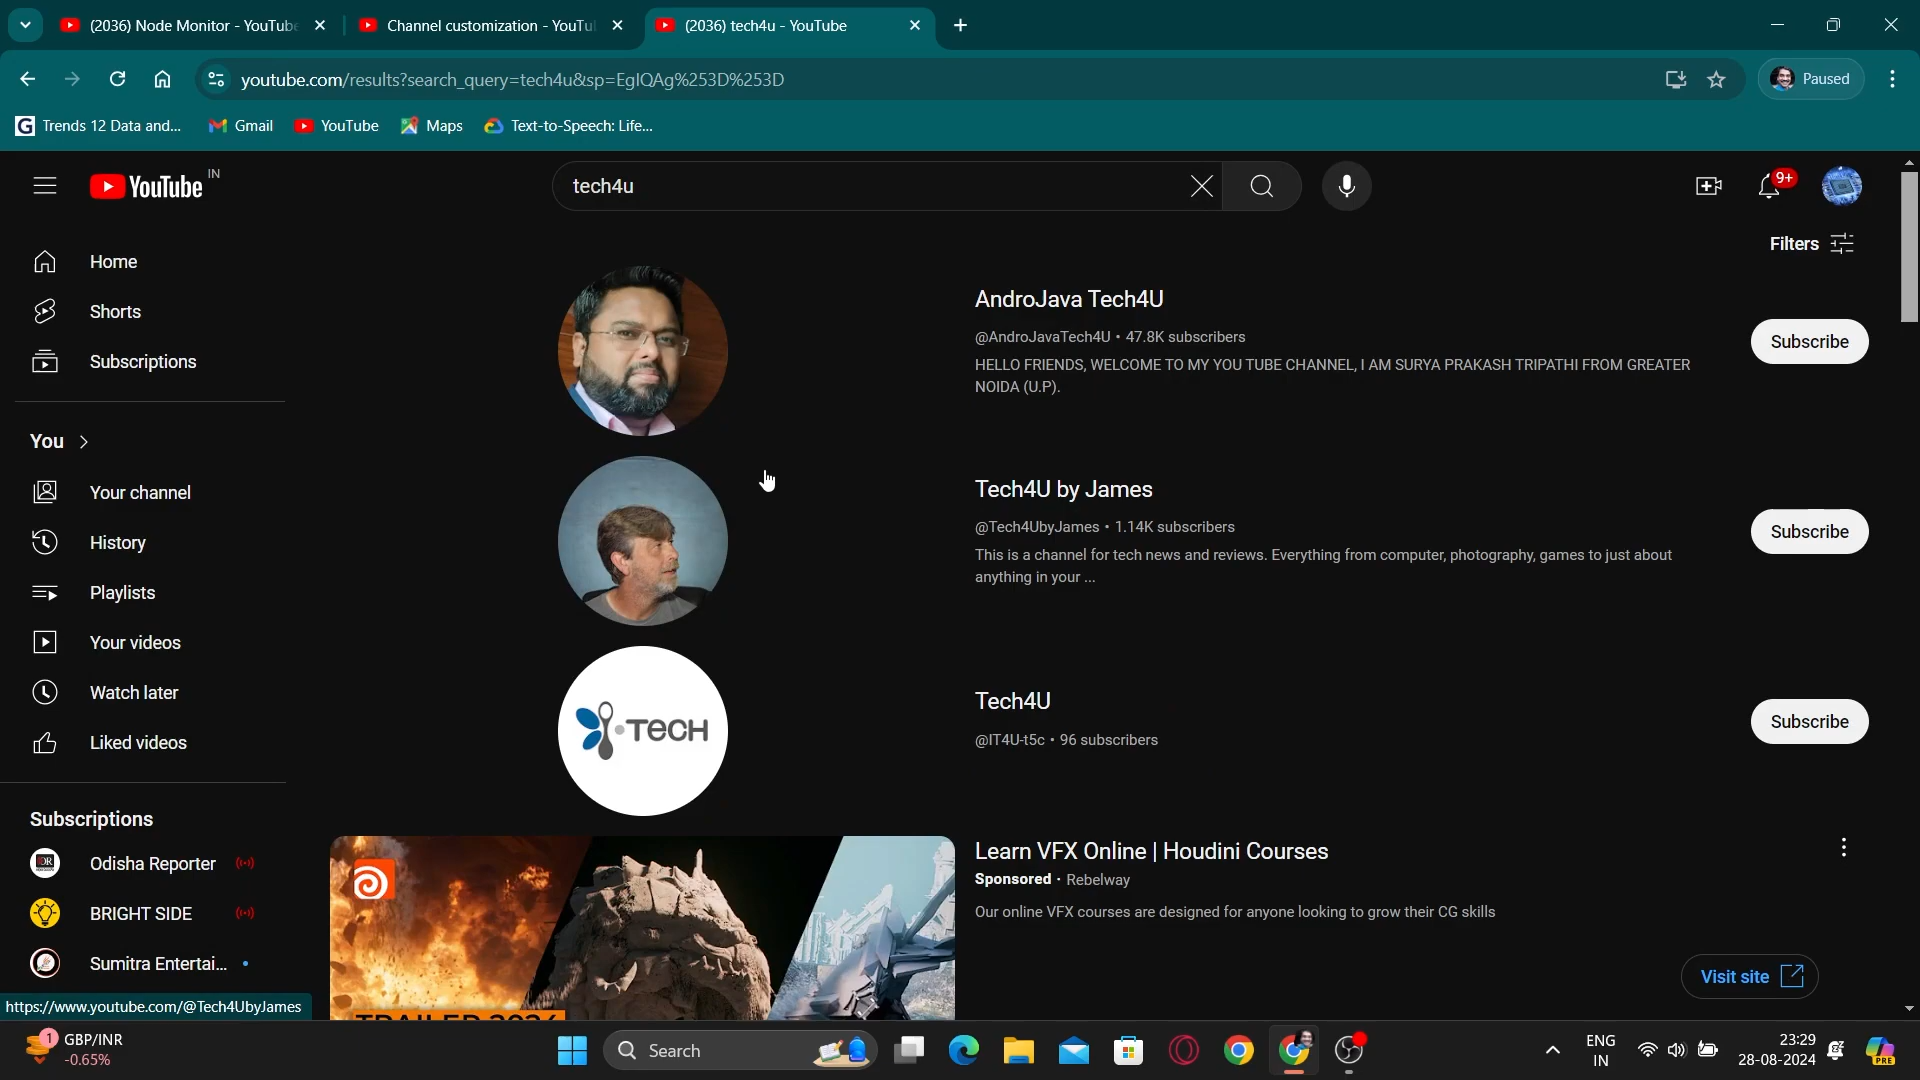 (2036) Node Monitor - YouTube
Channel customization - YouTu
(2036) tech4u - YouTube
youtube.com/results?search_query=tech4u&sp=EgIQAg%253D%253D
Paused
G Trends 12 Data and...
Gmail
YouTube
Maps
Text-to-Speech: Life...
YouTube IN
tech4u
9+
Filters
Home
Shorts
Subscriptions
You
Your channel
History
Playlists
Your videos
Watch later
Liked videos
Subscriptions
Odisha Reporter
BRIGHT SIDE
Sumitra Entertai...
AndroJava Tech4U
@AndroJavaTech4U • 47.8K subscribers
HELLO FRIENDS, WELCOME TO MY YOU TUBE CHANNEL, I AM SURYA PRAKASH TRIPATHI FROM GREATER
NOIDA (U.P).
Subscribe
Tech4U by James
@Tech4UbyJames • 1.14K subscribers
This is a channel for tech news and reviews. Everything from computer, photography, games to just about
anything in your ...
Subscribe
TECH
Tech4U
@IT4U-t5c • 96 subscribers
Subscribe
Learn VFX Online | Houdini Courses
Sponsored · Rebelway
Our online VFX courses are designed for anyone looking to grow their CG skills
Visit site
https://www.youtube.com/@Tech4UbyJames
1
GBP/INR
-0.65%
Search
ENG
IN
23:29
28-08-2024
PRE